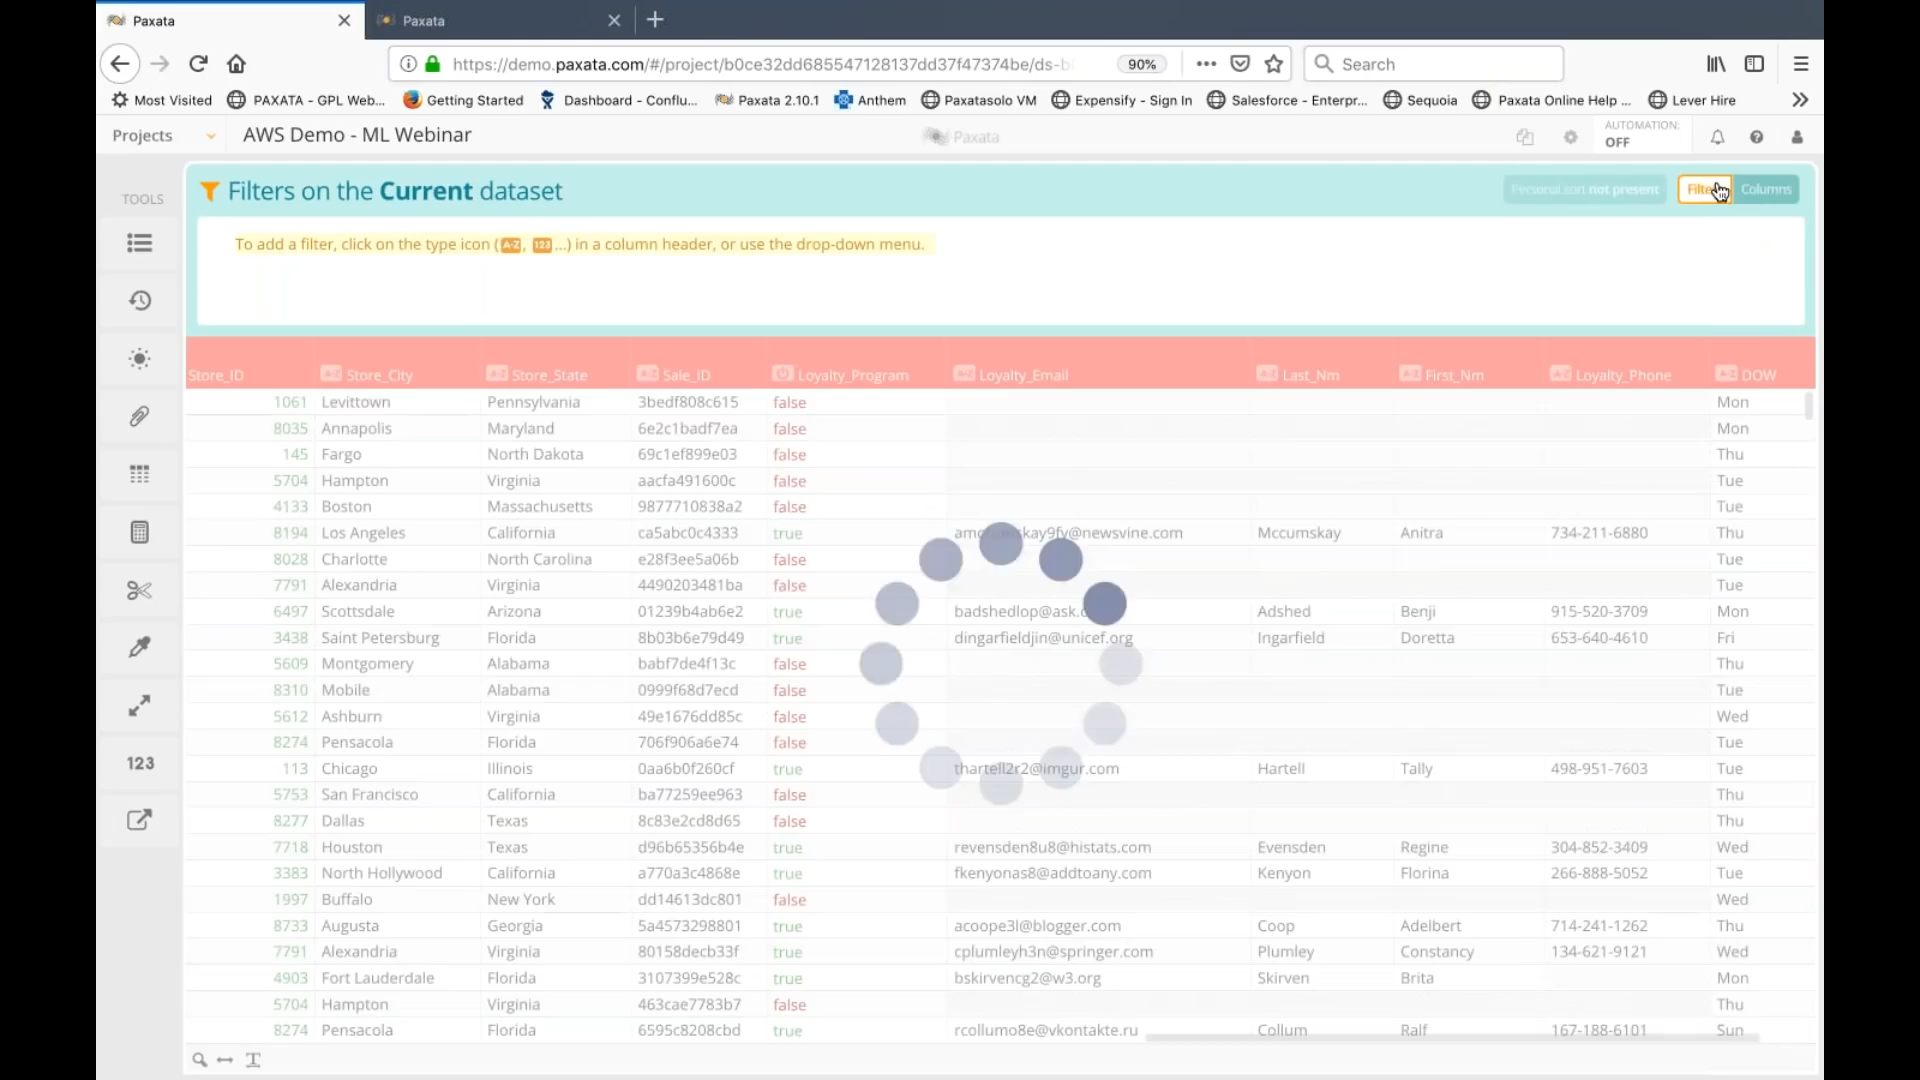 Paxata
Paxata
https://demo.paxata.com/#/project/b0ce32dd685547128137dd37f47374be/ds-b
90%
Search
Most Visited PAXATA - GPL Web... Getting Started Dashboard - Conflu... Paxata 2.10.1 Anthem Paxatasolo VM Expensify - Sign In Salesforce - Enterpr... Sequoia Paxata Online Help ... Lever Hire
Projects AWS Demo - ML Webinar Paxata AUTOMATION: OFF
TOOLS
Filters on the Current dataset Personal sort not present Columns
To add a filter, click on the type icon (A-Z, 123...) in a column header, or use the drop-down menu.
Store_ID A-Z Store_City A-Z Store_State A-Z Sale_ID Loyalty_Program A-Z Loyalty_Email A-Z Last_Nm A-Z First_Nm A-Z Loyalty_Phone A-Z DOW
1061 Levittown Pennsylvania 3bedf808c615 false Mon
8035 Annapolis Maryland 6e2c1badf7ea false Mon
145 Fargo North Dakota 69c1ef899e03 false Thu
5704 Hampton Virginia aacfa491600c false Tue
4133 Boston Massachusetts 9877710838a2 false Tue
8194 Los Angeles California ca5abc0c4333 true Mccumskay Anitra 734-211-6880 Thu
8028 Charlotte North Carolina e28f3ee5a06b false Tue
7791 Alexandria Virginia 4490203481ba false Tue
6497 Scottsdale Arizona 01239b4ab6e2 true Adshed Benji 915-520-3709 Mon
3438 Saint Petersburg Florida 8b03b6e79d49 true dingarfieldjin@unicef.org Ingarfield Doretta 653-640-4610 Fri
5609 Montgomery Alabama babf7de4f13c false Thu
8310 Mobile Alabama 0999f68d7ecd false Tue
5612 Ashburn Virginia 49e1676dd85c false Wed
8274 Pensacola Florida 706f906a6e74 false Tue
113 Chicago Illinois 0aa6b0f260cf true thartell2r2@imgur.com Hartell Tally 498-951-7603 Tue
5753 San Francisco California ba77259ee963 false Thu
8277 Dallas Texas 8c83e2cd8d65 false Thu
7718 Houston Texas d96b65356b4e true revensden8u8@histats.com Evensden Regine 304-852-3409 Wed
3383 North Hollywood California a770a3c4868e true fkenyonas8@addtoany.com Kenyon Florina 266-888-5052 Tue
1997 Buffalo New York dd14613dc801 false Wed
8733 Augusta Georgia 5a4573298801 true acoope3l@blogger.com Coop Adelbert 714-241-1262 Thu
7791 Alexandria Virginia 80158decb33f true cplumleyh3n@springer.com Plumley Constancy 134-621-9121 Wed
4903 Fort Lauderdale Florida 3107399e528c true bskirvencg2@w3.org Skirven Brita Mon
5704 Hampton Virginia 463cae7783b7 false Thu
8274 Pensacola Florida 6595c8208cbd true rcollumo8e@vkontakte.ru Collum Ralf 167-188-6101 Sun
123